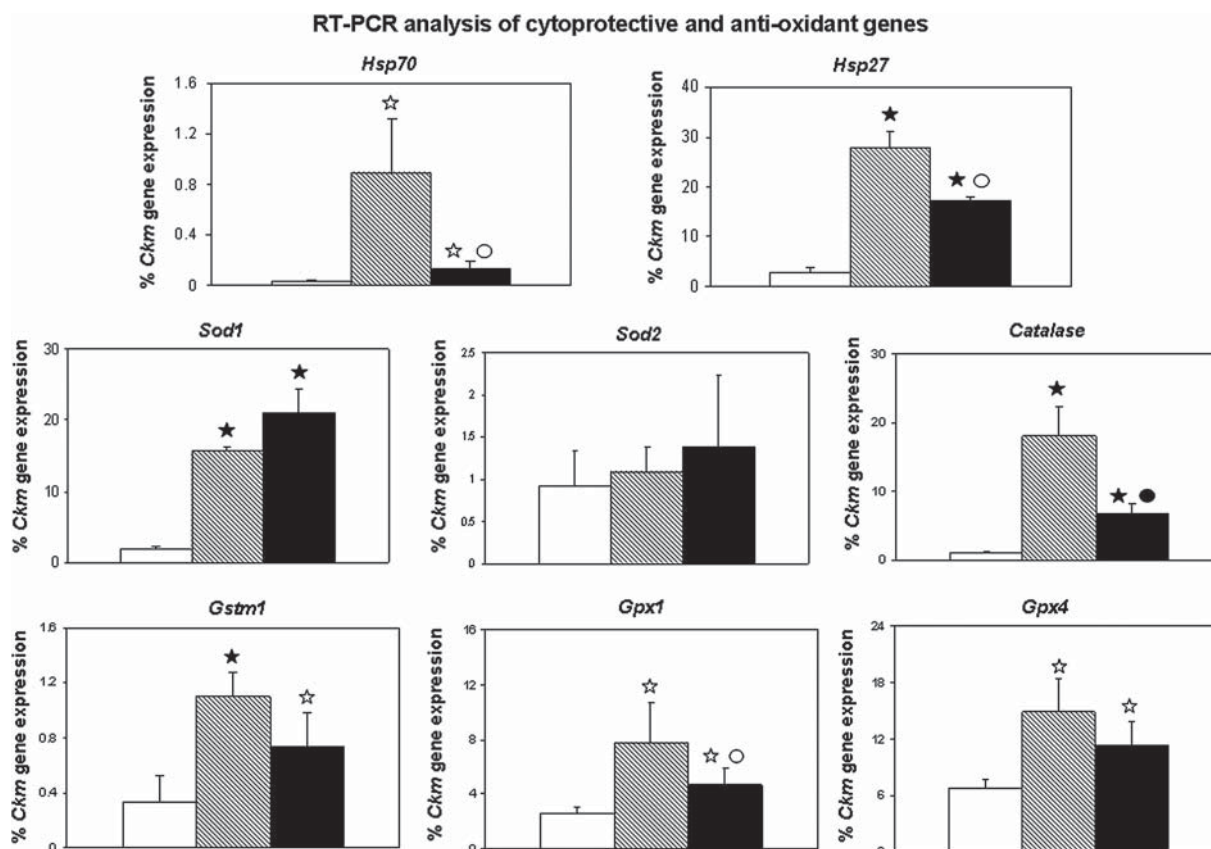 RT-PCR analysis of cytoprotective and anti-oxidant genes
Hsp70
% Ckm gene expression
1.6
1.2
0.8
0.4
0
Hsp27
% Ckm gene expression
40
30
20
10
0
Sod1
% Ckm gene expression
30
20
10
0
Sod2
% Ckm gene expression
2.5
2
1.5
1
0.5
0
Catalase
% Ckm gene expression
30
20
10
0
Gstm1
% Ckm gene expression
1.6
1.2
0.8
0.4
0
Gpx1
% Ckm gene expression
16
12
8
4
0
Gpx4
% Ckm gene expression
24
18
12
6
0